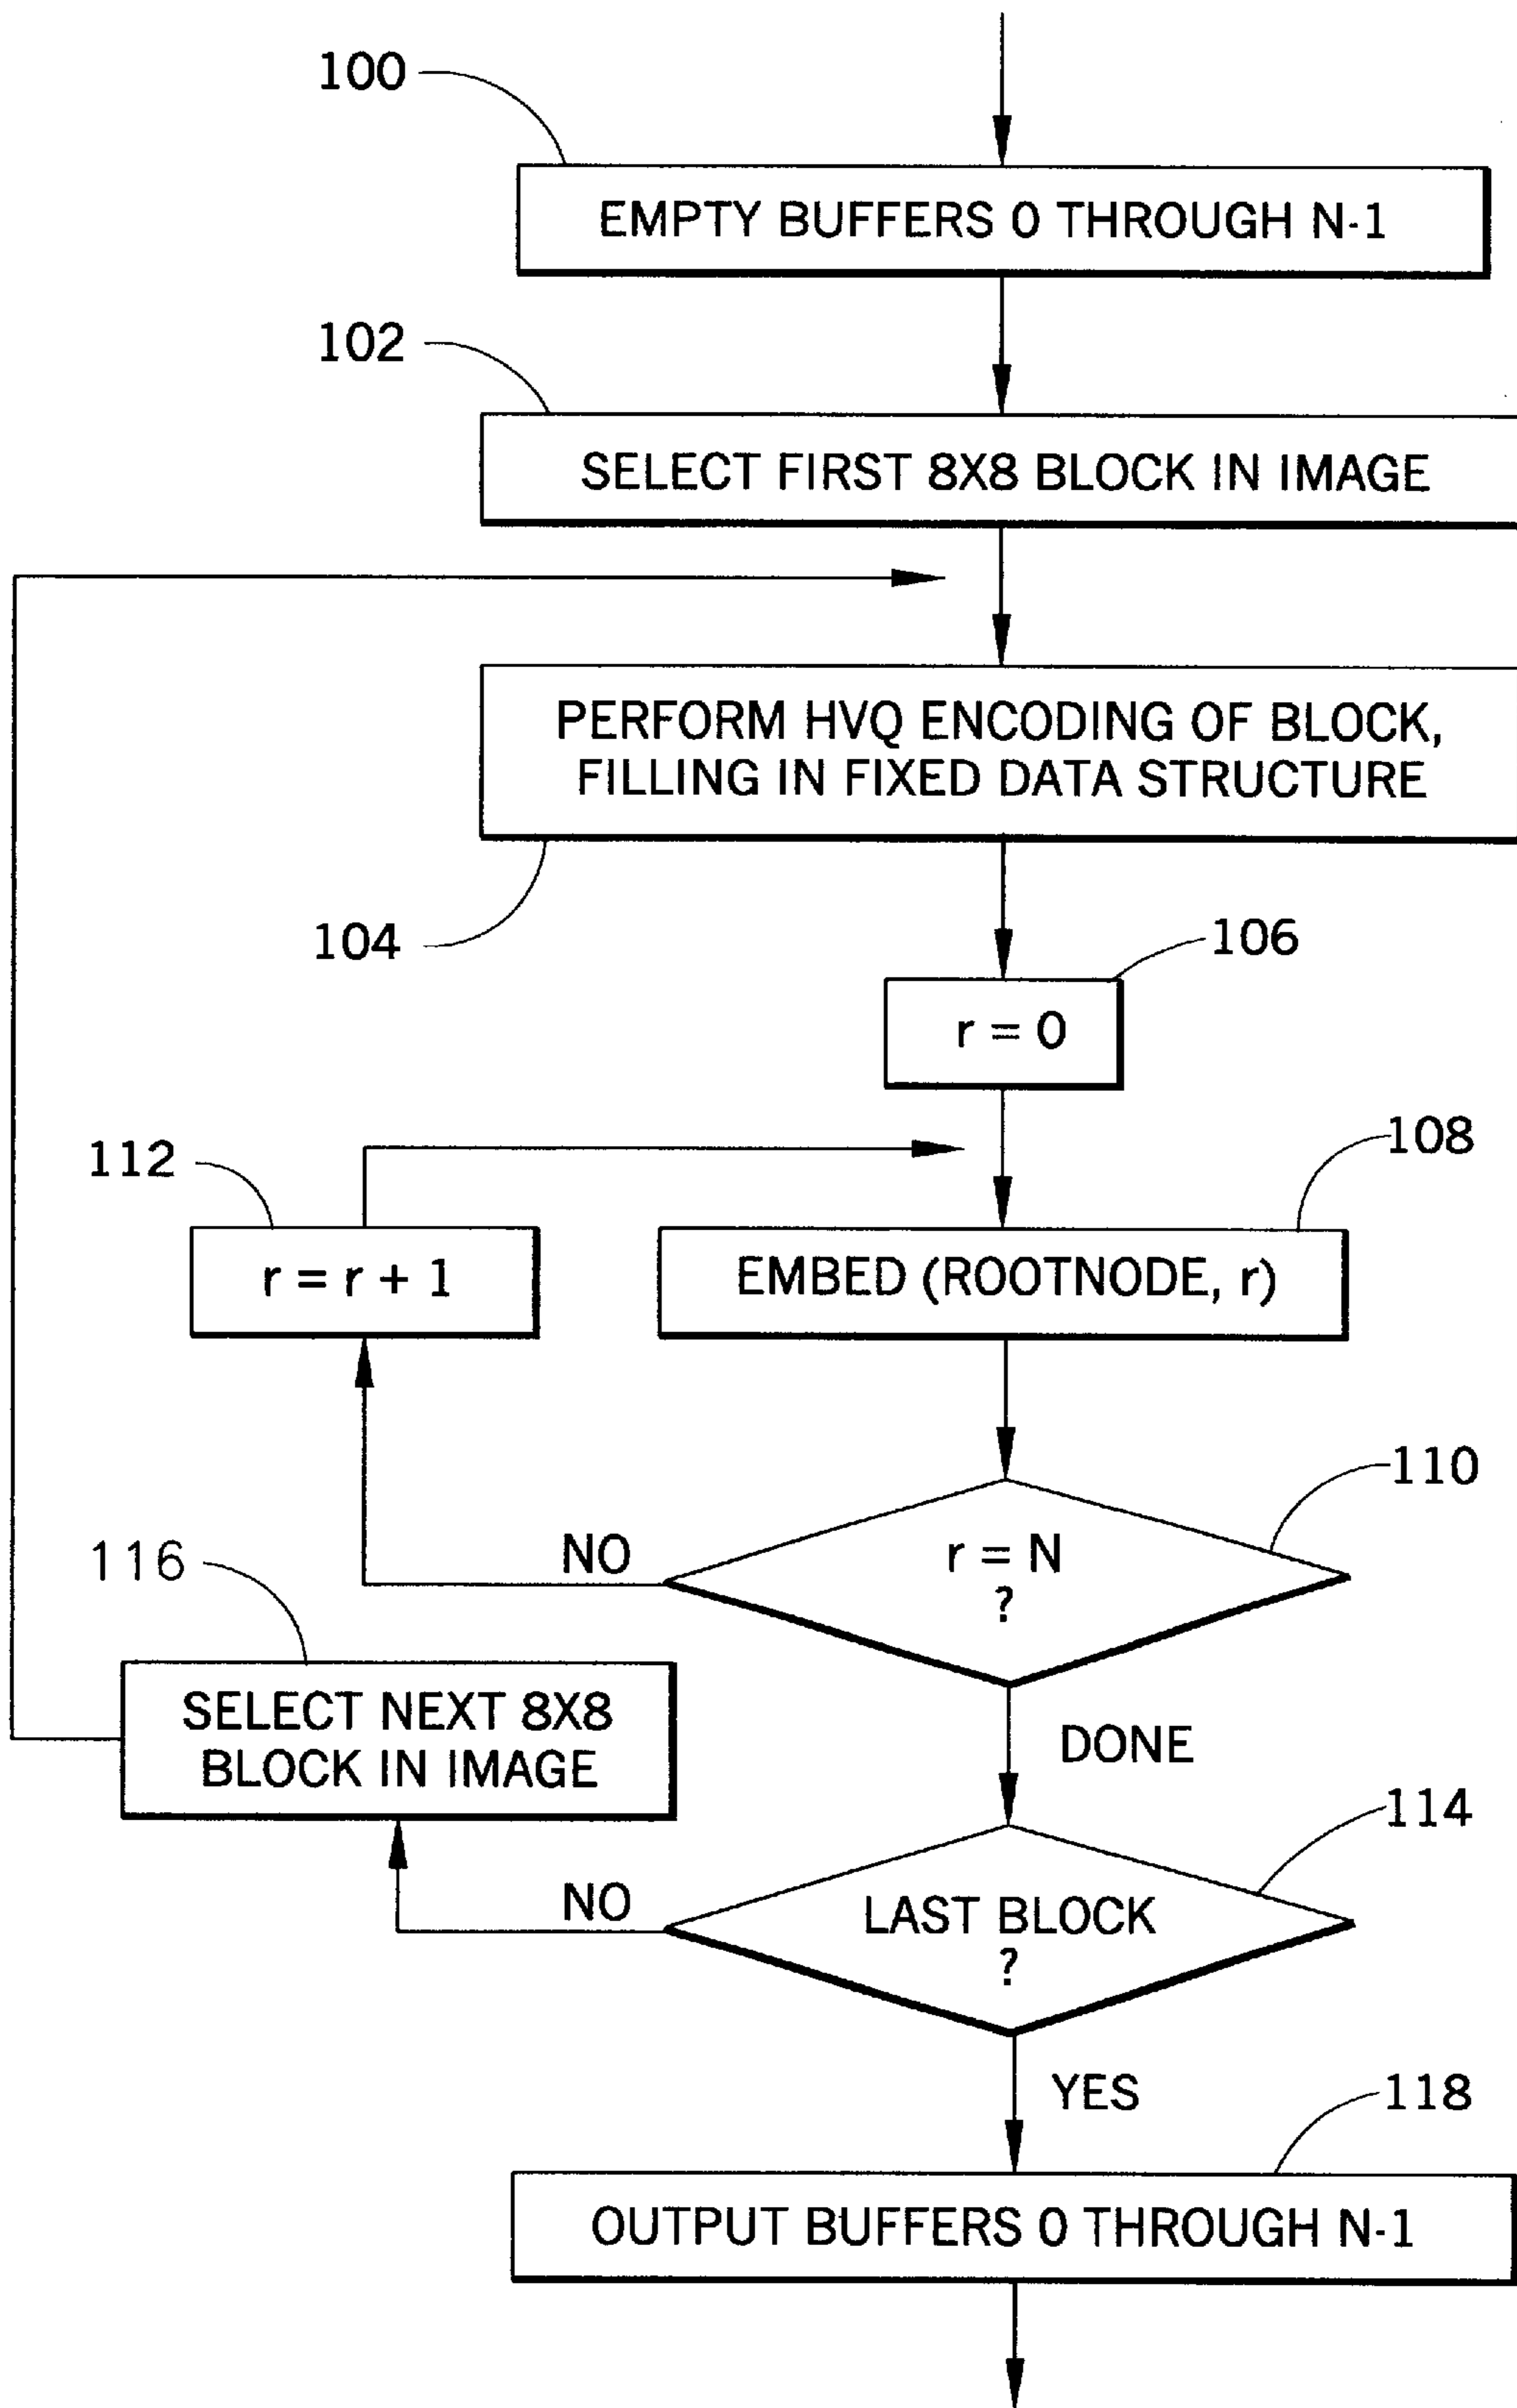 100
EMPTY BUFFERS 0 THROUGH N-1
102
SELECT FIRST 8X8 BLOCK IN IMAGE
PERFORM HVQ ENCODING OF BLOCK,
FILLING IN FIXED DATA STRUCTURE
104
106
r = 0
112
108
r = r + 1
EMBED (ROOTNODE, r)
110
NO
r = N
?
116
SELECT NEXT 8X8
BLOCK IN IMAGE
DONE
114
NO
LAST BLOCK
?
YES
118
OUTPUT BUFFERS 0 THROUGH N-1